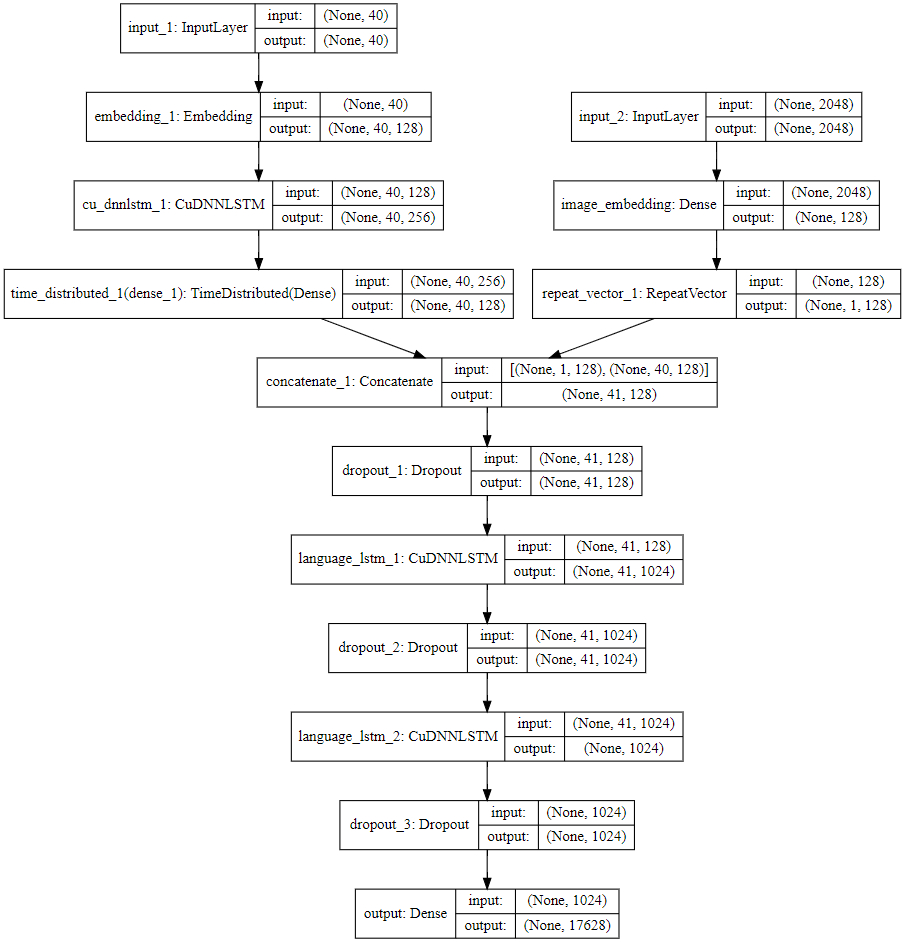 input_1: InputLayer
input: (None, 40)
output: (None, 40)
embedding_1: Embedding
input: (None, 40)
output: (None, 40, 128)
input_2: InputLayer
input: (None, 2048)
output: (None, 2048)
cu_dnnlstm_1: CuDNNLSTM
input: (None, 40, 128)
output: (None, 40, 256)
image_embedding: Dense
input: (None, 2048)
output: (None, 128)
time_distributed_1(dense_1): TimeDistributed(Dense)
input: (None, 40, 256)
output: (None, 40, 128)
repeat_vector_1: RepeatVector
input: (None, 128)
output: (None, 1, 128)
concatenate_1: Concatenate
input: [(None, 1, 128), (None, 40, 128)]
output: (None, 41, 128)
dropout_1: Dropout
input: (None, 41, 128)
output: (None, 41, 128)
language_lstm_1: CuDNNLSTM
input: (None, 41, 128)
output: (None, 41, 1024)
dropout_2: Dropout
input: (None, 41, 1024)
output: (None, 41, 1024)
language_lstm_2: CuDNNLSTM
input: (None, 41, 1024)
output: (None, 1024)
dropout_3: Dropout
input: (None, 1024)
output: (None, 1024)
output: Dense
input: (None, 1024)
output: (None, 17628)